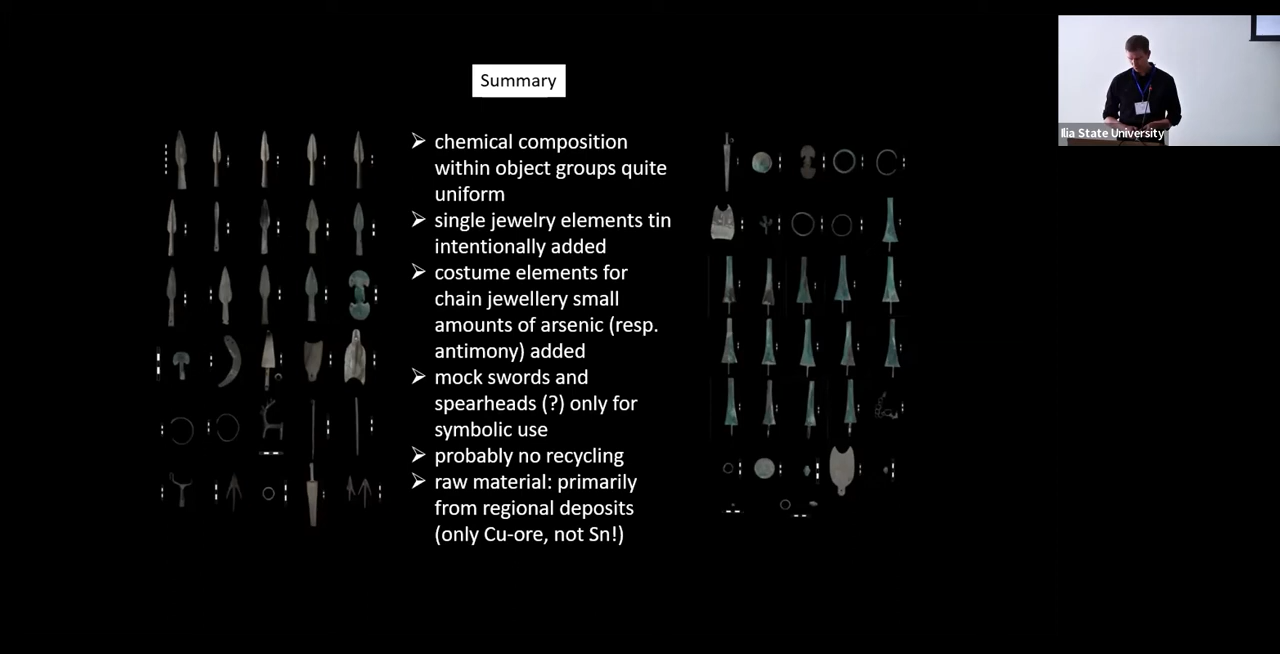 Summary
chemical composition
within object groups quite
uniform
single jewelry elements tin
intentionally added
costume elements for
chain jewellery small
amounts of arsenic (resp.
antimony) added
mock swords and
spearheads (?) only for
symbolic use
probably no recycling
raw material: primarily
from regional deposits
(only Cu-ore, not Sn!)
Ilia State University